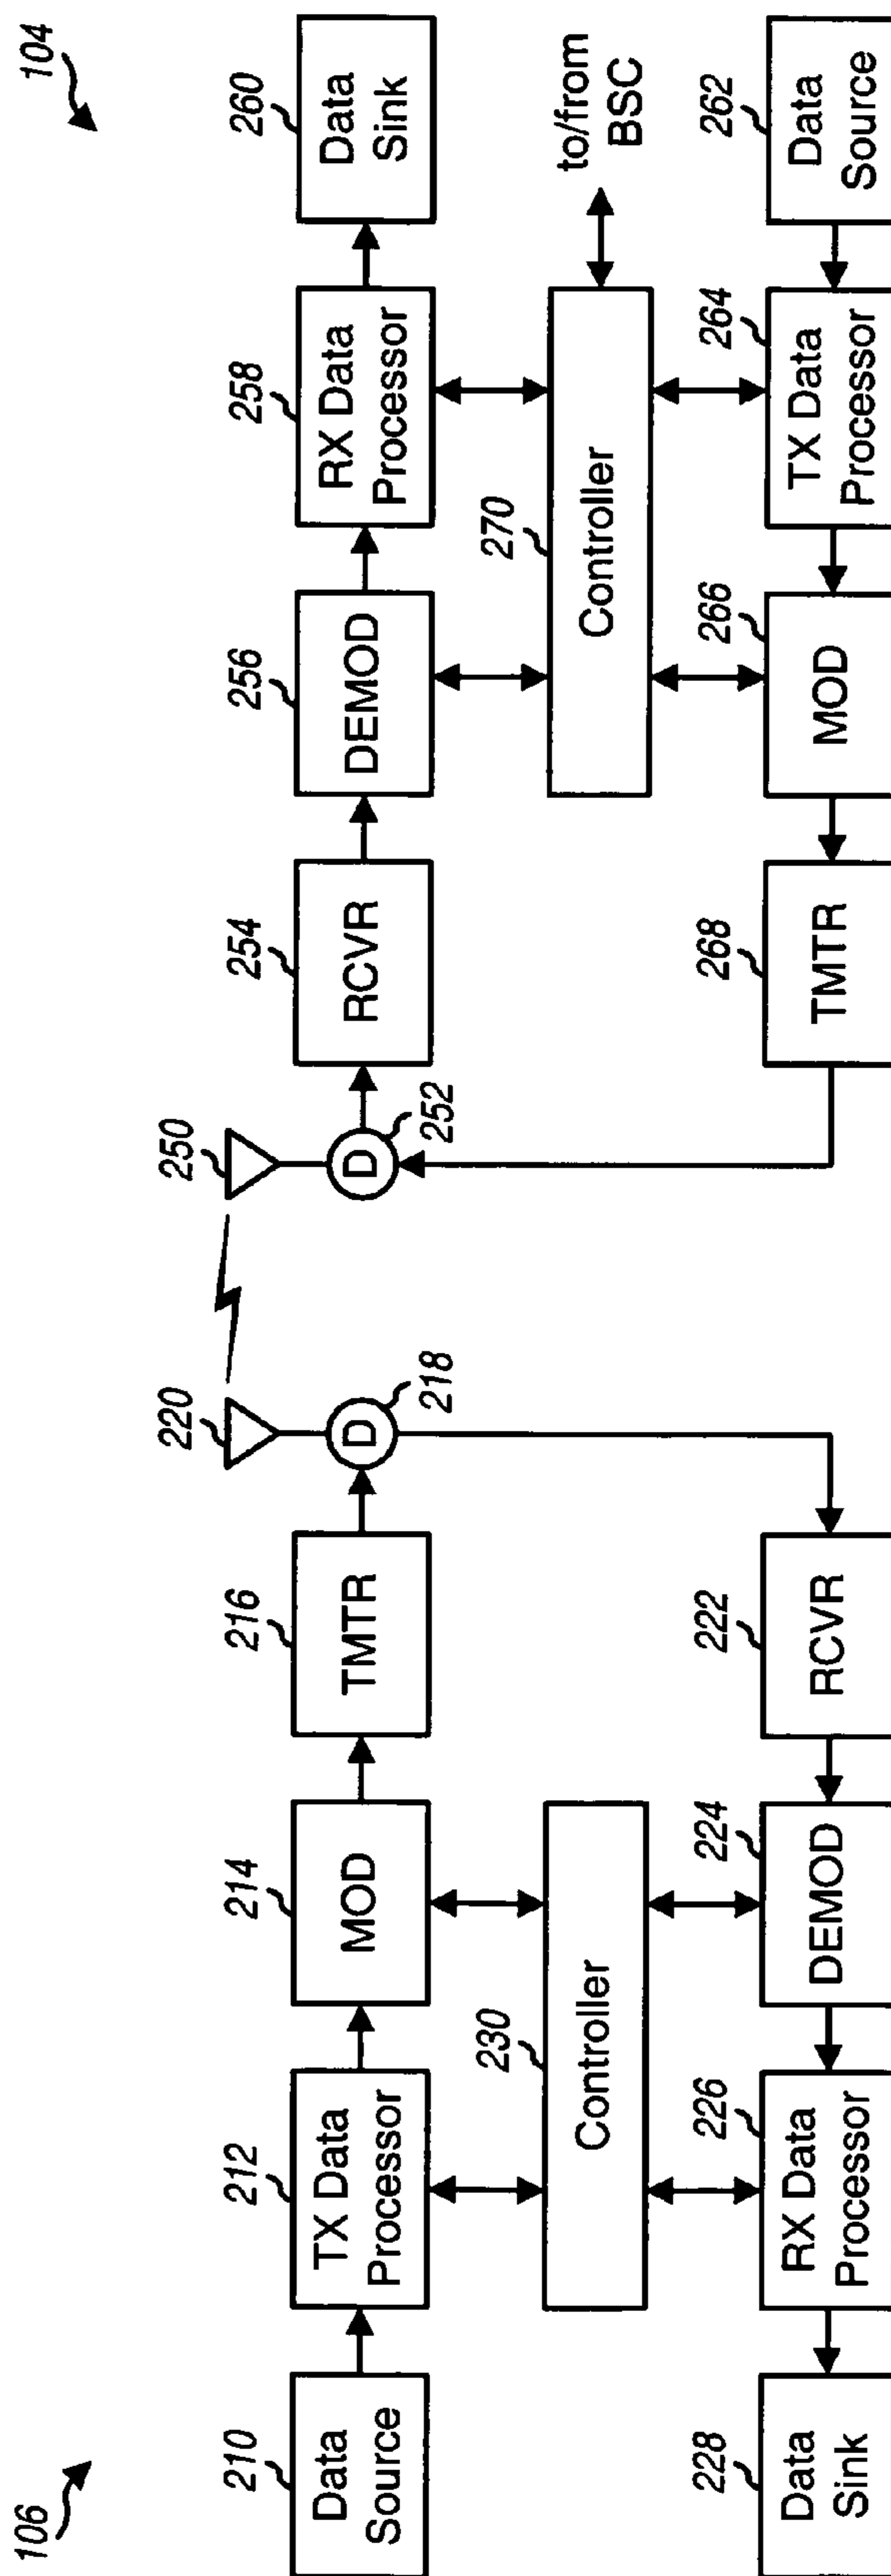 106
104
210
Data
Source
212
TX Data
Processor
214
MOD
216
TMTR
220
D
218
250
D
252
254
RCVR
256
DEMOD
258
RX Data
Processor
260
Data
Sink
230
Controller
270
Controller
to/from
BSC
228
Data
Sink
226
RX Data
Processor
224
DEMOD
222
RCVR
268
TMTR
266
MOD
264
TX Data
Processor
262
Data
Source